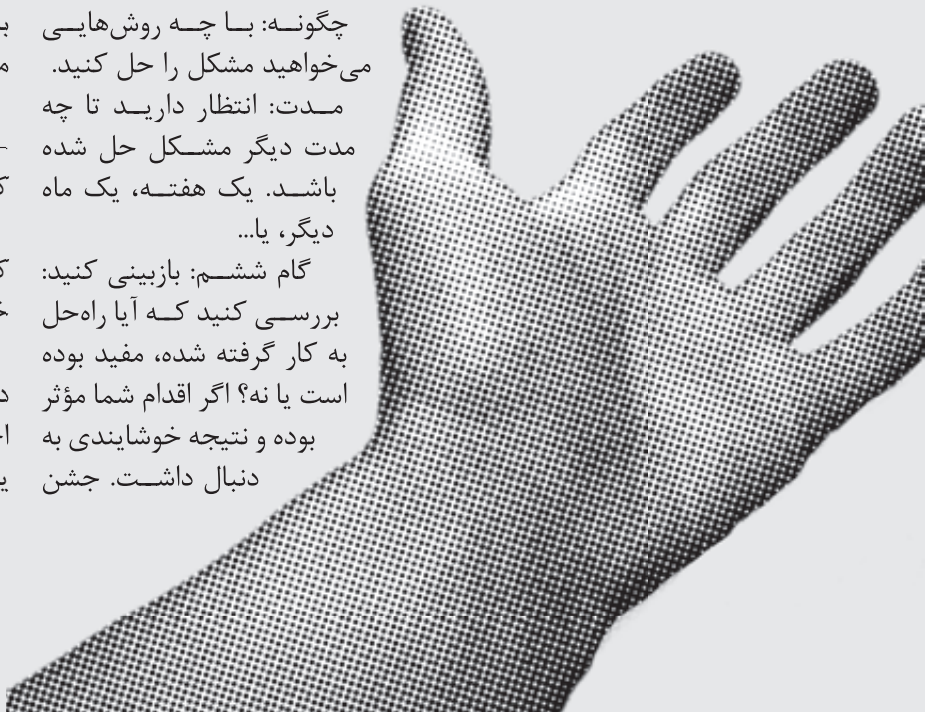 چگونه: با چه روش‌هایی
می‌خواهید مشکل را حل کنید.
مدت: انتظار دارید تا چه
مدت دیگر مشکل حل شده
باشد. یک هفته، یک ماه
دیگر، یا...
گام ششم: بازبینی کنید:
بررسی کنید که آیا راه‌حل
به کار گرفته شده، مفید بوده
است یا نه؟ اگر اقدام شما مؤثر
بوده و نتیجه خوشایندی به
دنبال داشت. جشن